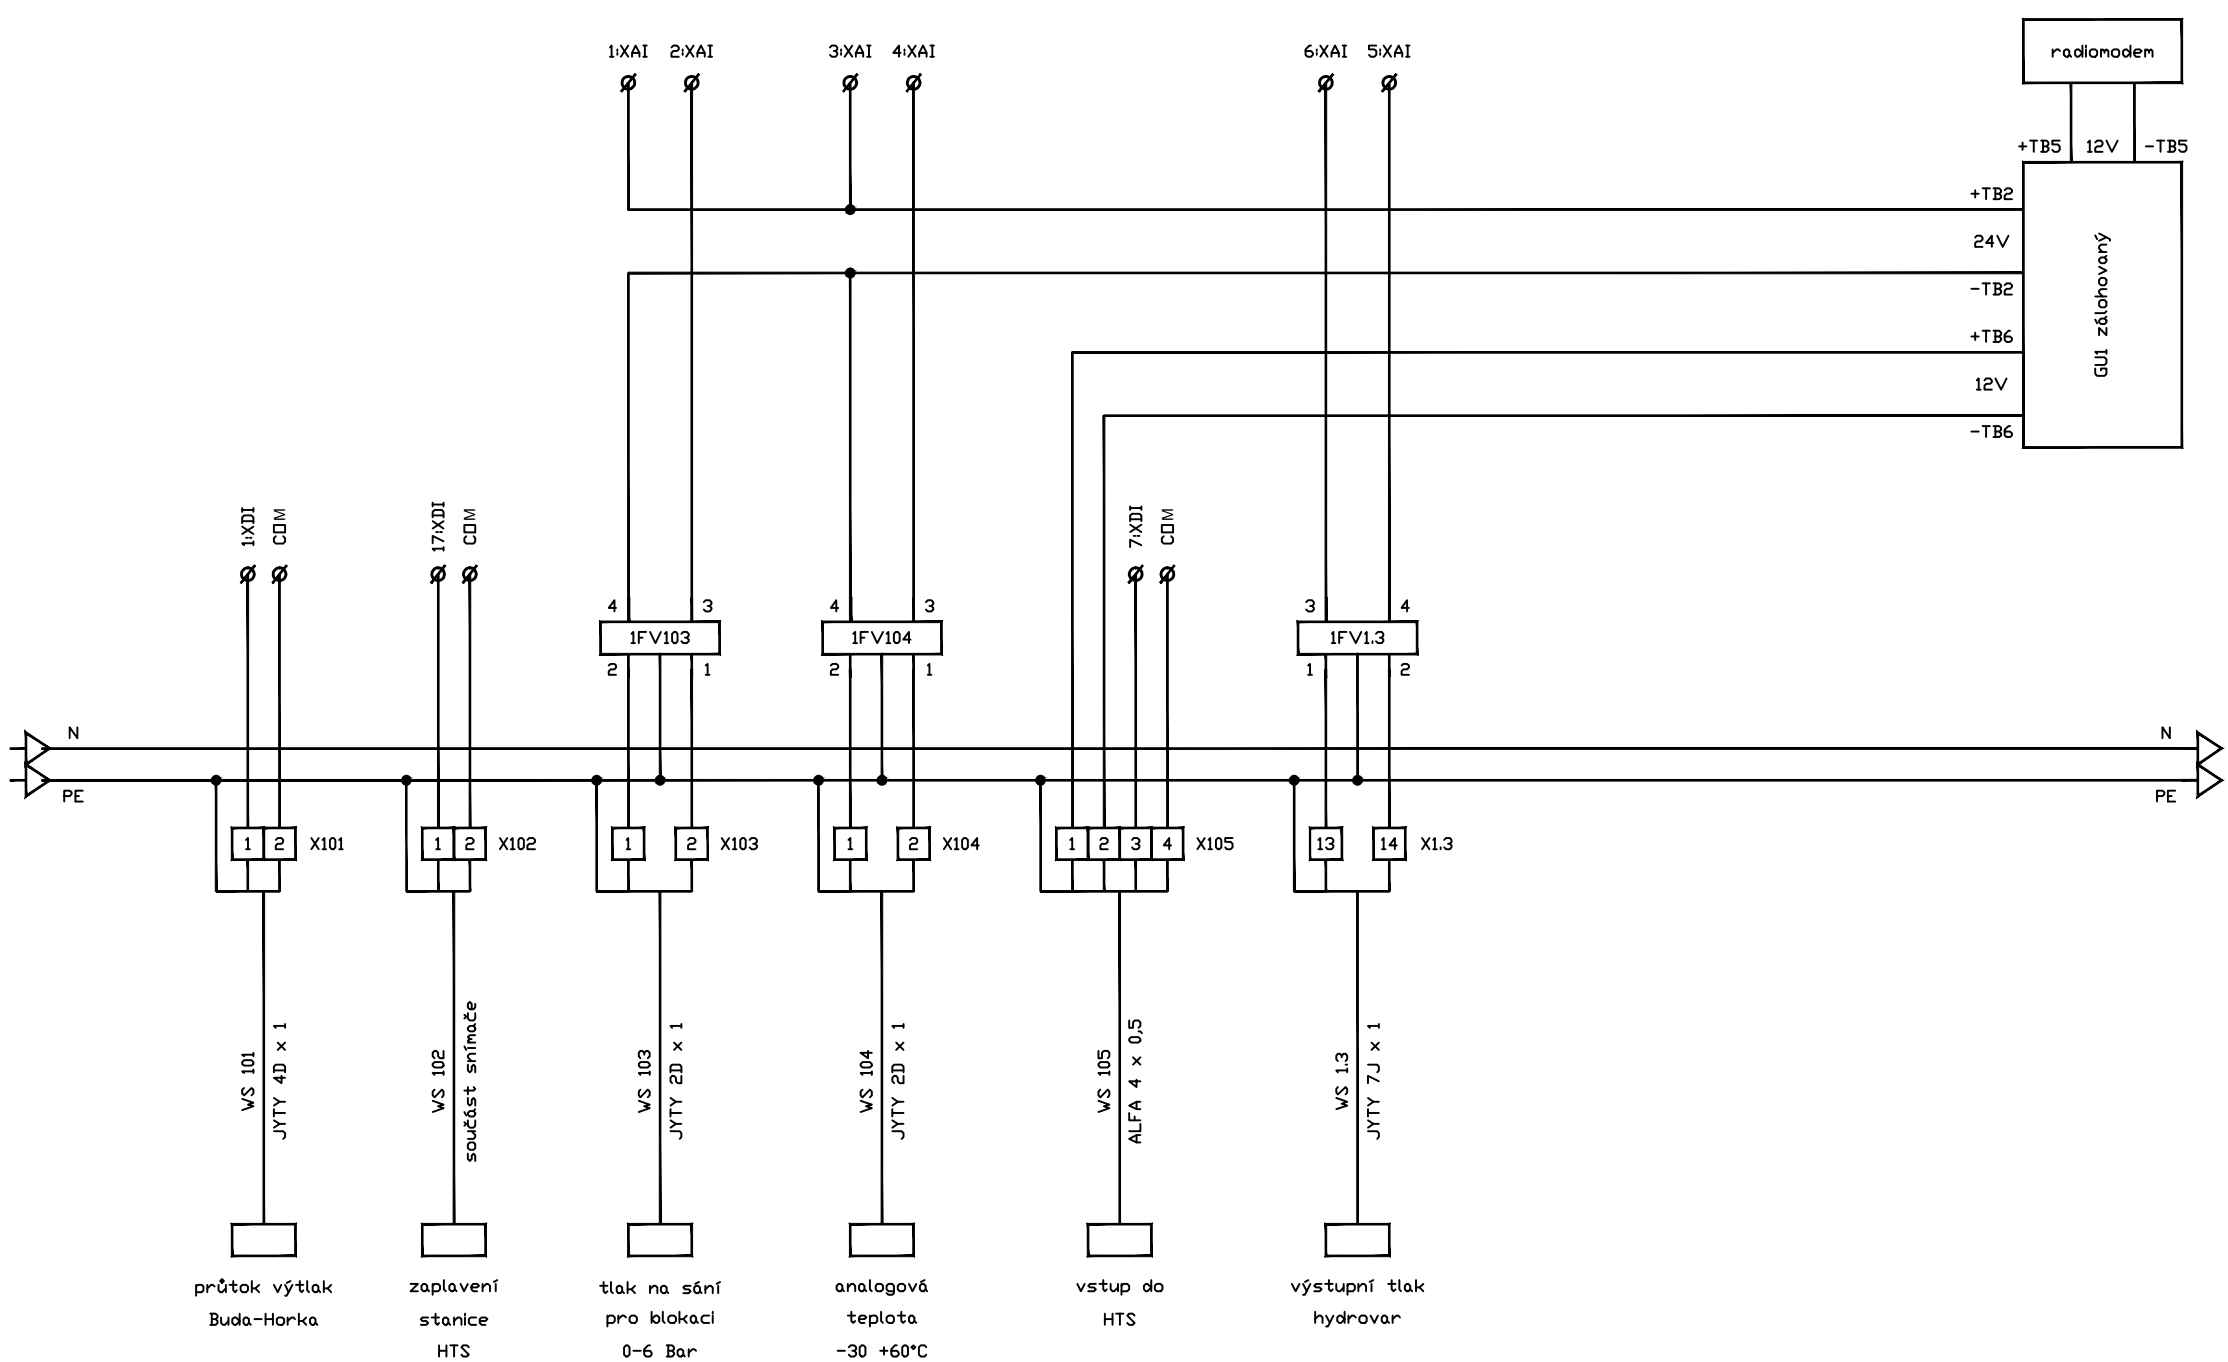 1:XAI 2:XAI 3:XAI 4:XAI 6:XAI 5:XAI
radiomodem
+TB5 12V -TB5
+TB2
24V
-TB2
+TB6
12V
-TB6
GU1 zálohovaný
1:XDI COM 17:XDI COM 7:XDI COM
4 3 4 3 3 4
1FV103 1FV104 1FV1.3
2 1 2 1 1 2
N N
PE PE
1 2 X101 1 2 X102 1 2 X103 1 2 X104 1 2 3 4 X105 13 14 X1.3
WS 101
JYTY 4D x 1
WS 102
součást snímače
WS 103
JYTY 2D x 1
WS 104
JYTY 2D x 1
WS 105
ALFA 4 x 0,5
WS 1.3
JYTY 7J x 1
průtok výtlak
Buda-Horka
zaplavení
stanice
HTS
tlak na sání
pro blokaci
0-6 Bar
analogová
teplota
-30 +60°C
vstup do
HTS
výstupní tlak
hydrovar